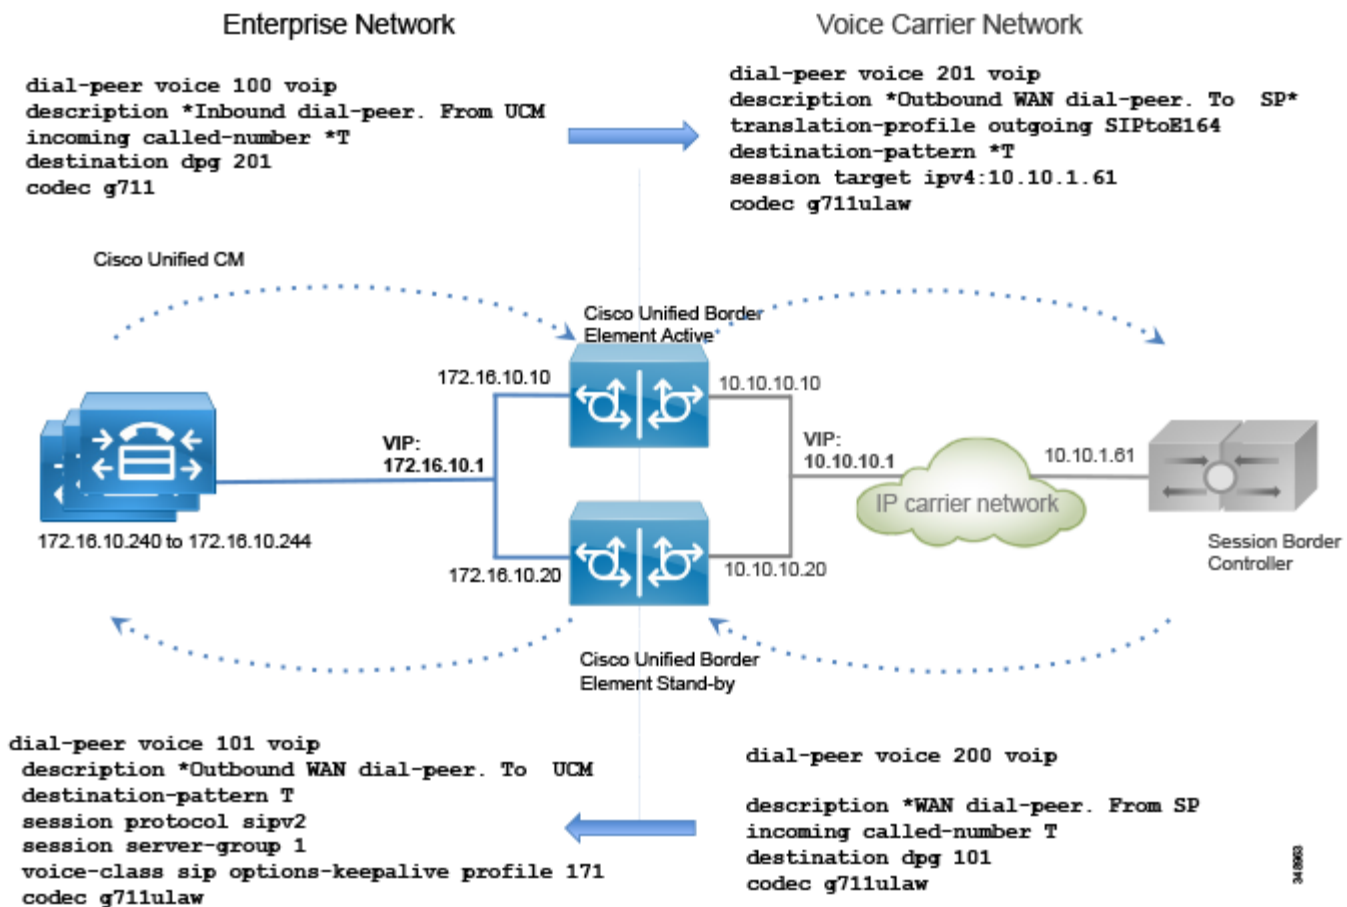 Enterprise Network
Voice Carrier Network
dial-peer voice 100 voip
description *Inbound dial-peer. From UCM
incoming called-number *T
destination dpg 201
codec g711
dial-peer voice 201 voip
description *Outbound WAN dial-peer. To SP*
translation-profile outgoing SIPtoE164
destination-pattern *T
session target ipv4:10.10.1.61
codec g711ulaw
Cisco Unified CM
Cisco Unified Border
Element Active
172.16.10.10
10.10.10.10
VIP:
172.16.10.1
VIP:
10.10.10.1
IP carrier network
10.10.1.61
172.16.10.240 to 172.16.10.244
172.16.10.20
10.10.10.20
Session Border
Controller
Cisco Unified Border
Element Stand-by
dial-peer voice 101 voip
description *Outbound WAN dial-peer. To UCM
destination-pattern T
session protocol sipv2
session server-group 1
voice-class sip options-keepalive profile 171
codec g711ulaw
dial-peer voice 200 voip
description *WAN dial-peer. From SP
incoming called-number T
destination dpg 101
codec g711ulaw
348963